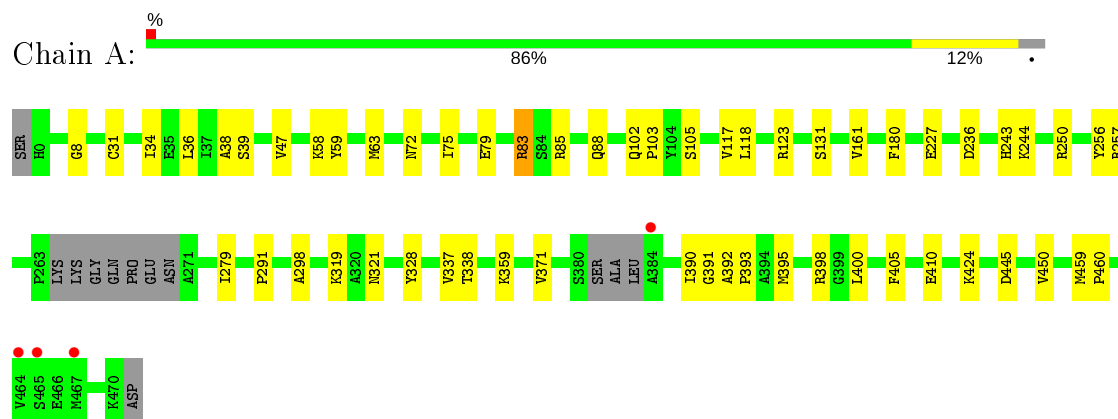 %
Chain A:
86% 12% •
SER H0 G8 C31 I34 E35 L36 I37 A38 S39 V47 K58 Y59 M63 N72 I75 E79 R83 S84 R85 Q88 Q102 P103 Y104 S105 V117 L118 R123 S131 V161 F180 E227 D236 H243 K244 R250 Y256
P263 LYS LYS GLY GLN PRO GLU ASN A271 I279 P291 A298 K319 A320 N321 Y328 V337 T338 K359 V371 S380 SER ALA LEU A384 I390 G391 A392 P393 A394 M395 R398 G399 L400 F405 E410 K424 D445 V450 M459 P460
V464 S465 E466 M467 K470 ASP